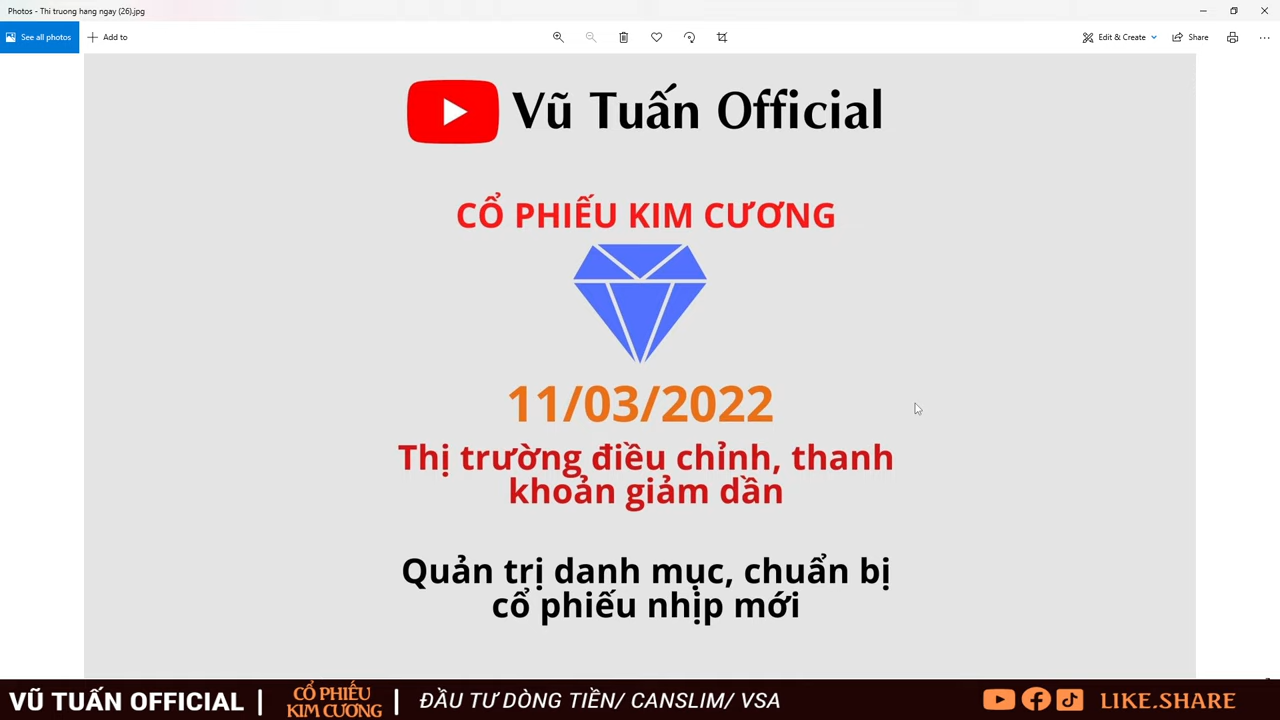 Photos - Thi truong hang ngay (26).jpg
See all photos
Add to
Edit & Create
Share
Vũ Tuấn Official
CỔ PHIẾU KIM CƯƠNG
11/03/2022
Thị trường điều chỉnh, thanh
khoản giảm dần
Quản trị danh mục, chuẩn bị
cổ phiếu nhịp mới
VŨ TUẤN OFFICIAL |
CỔ PHIẾU
KIM CƯƠNG
| ĐẦU TƯ DÒNG TIỀN/ CANSLIM/ VSA
LIKE.SHARE